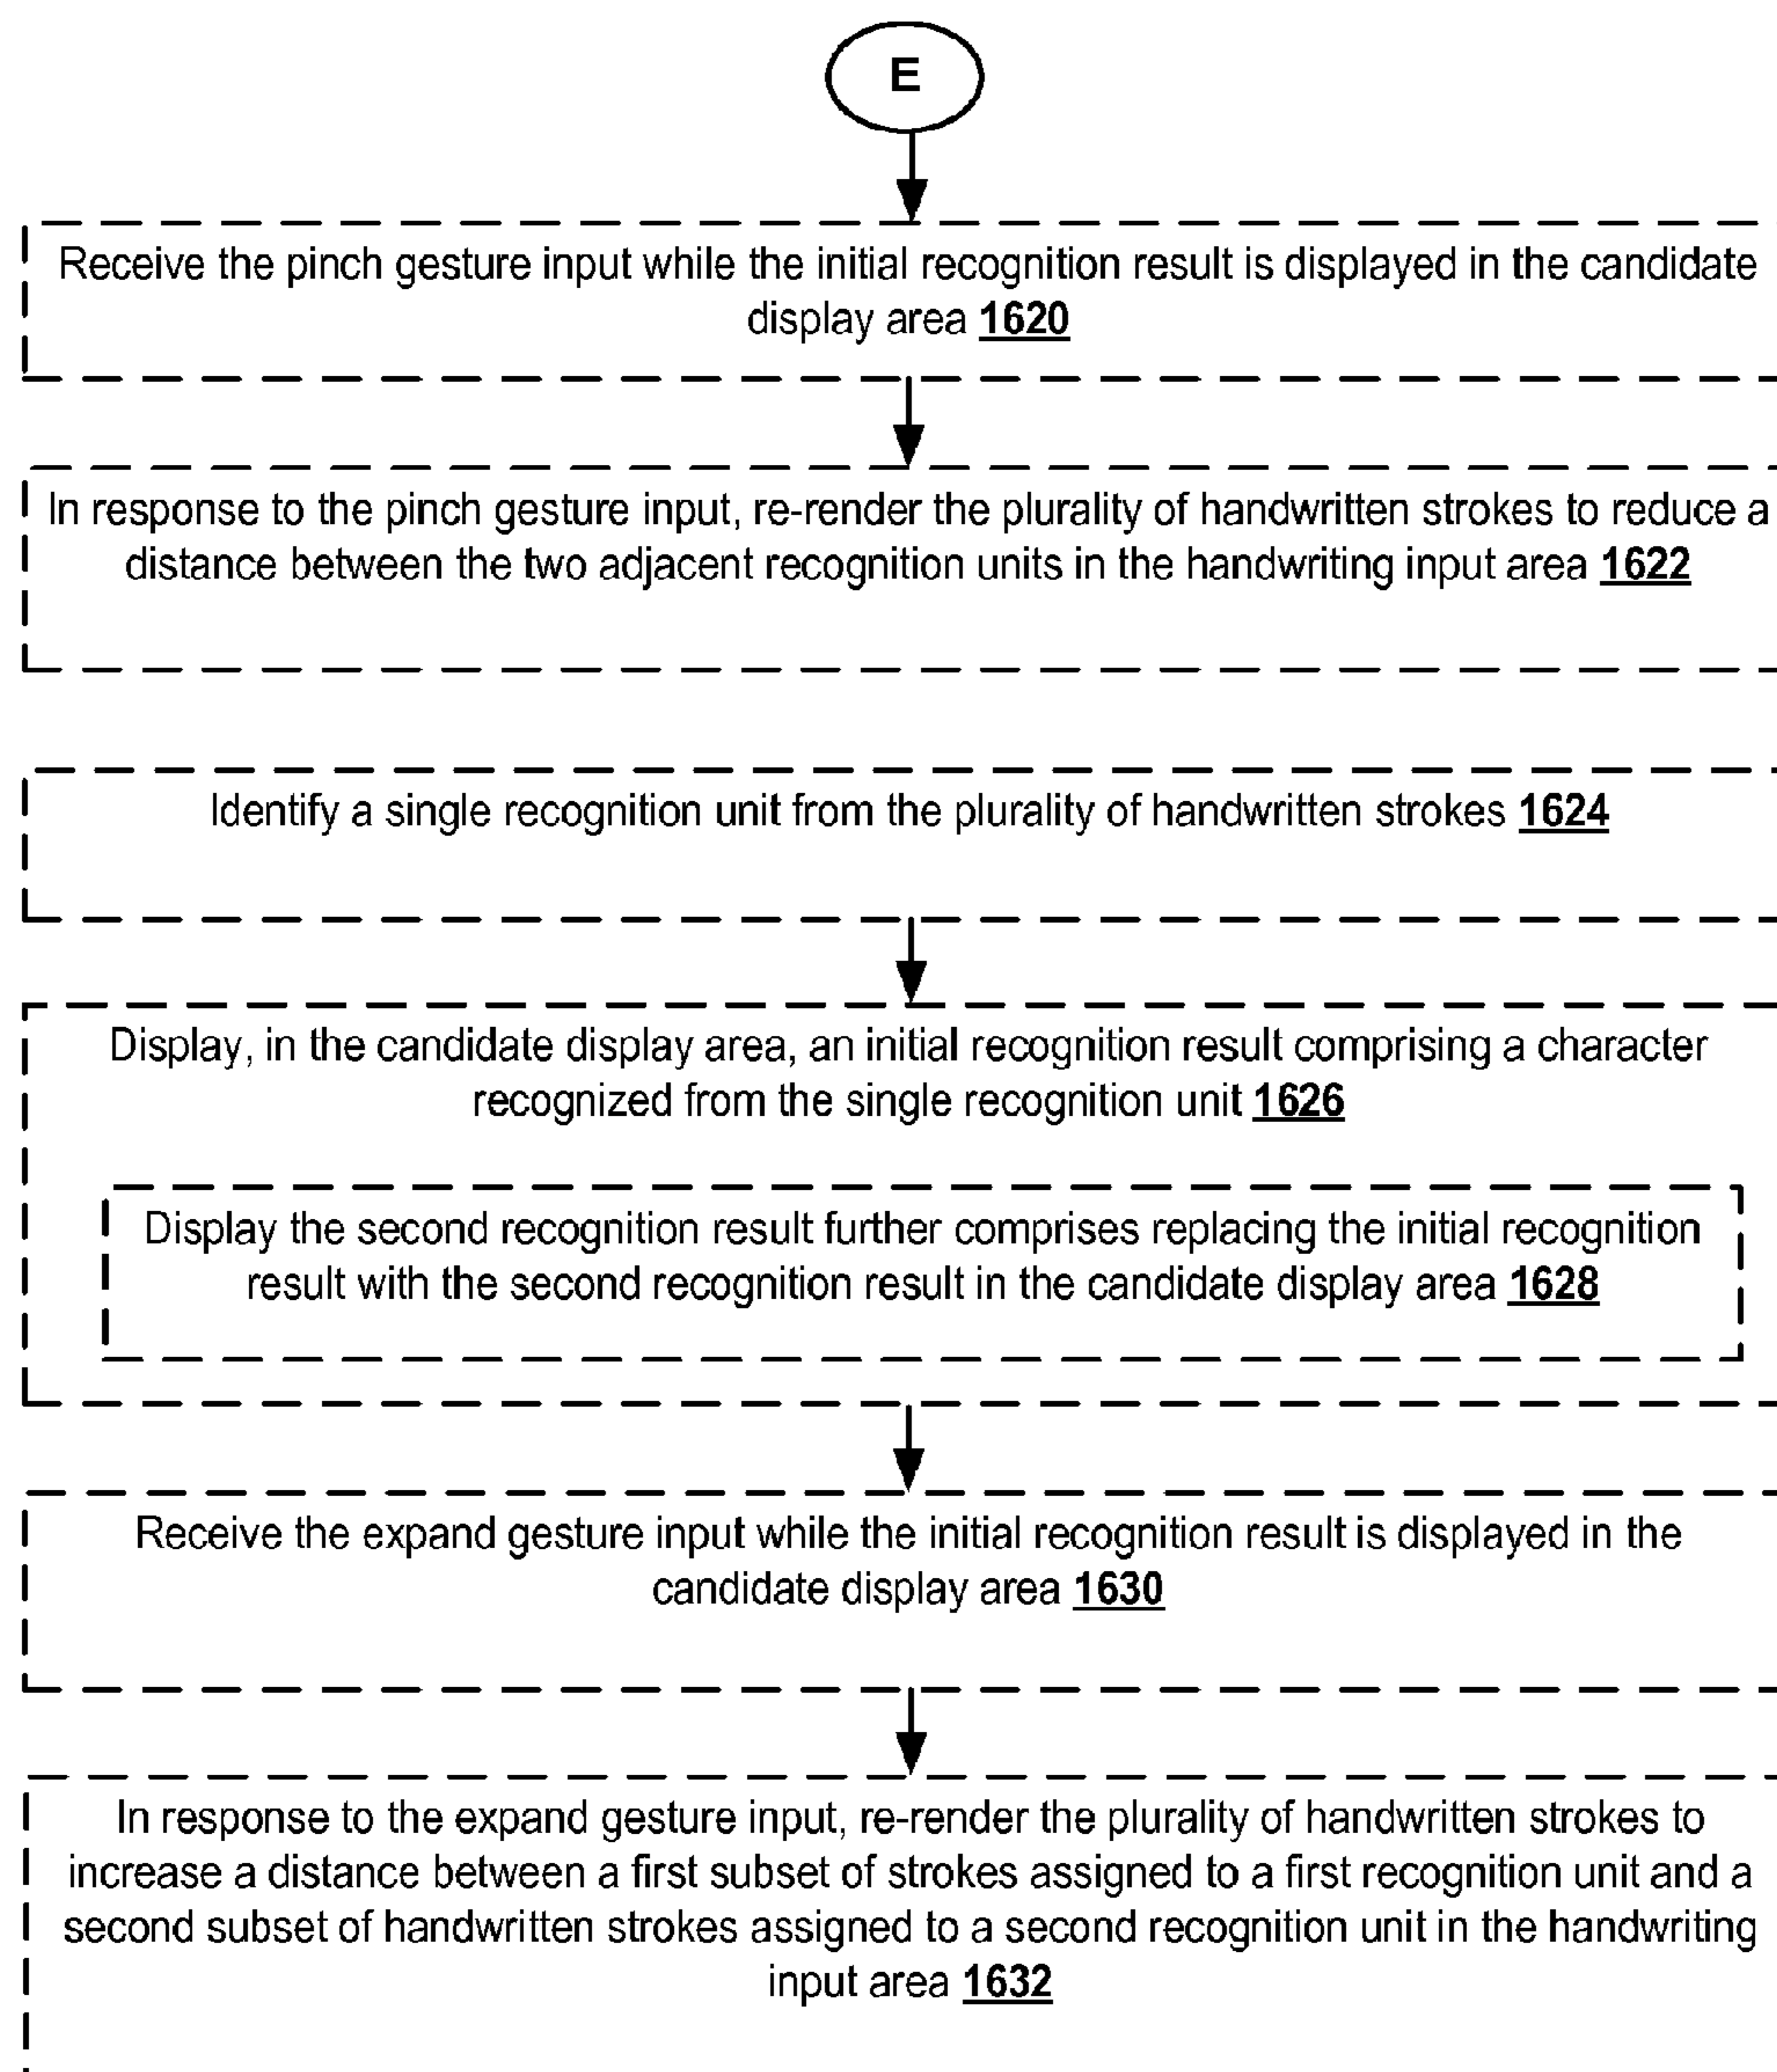 E
Receive the pinch gesture input while the initial recognition result is displayed in the candidate
display area 1620
In response to the pinch gesture input, re-render the plurality of handwritten strokes to reduce a
distance between the two adjacent recognition units in the handwriting input area 1622
Identify a single recognition unit from the plurality of handwritten strokes 1624
Display, in the candidate display area, an initial recognition result comprising a character
recognized from the single recognition unit 1626
Display the second recognition result further comprises replacing the initial recognition
result with the second recognition result in the candidate display area 1628
Receive the expand gesture input while the initial recognition result is displayed in the
candidate display area 1630
In response to the expand gesture input, re-render the plurality of handwritten strokes to
increase a distance between a first subset of strokes assigned to a first recognition unit and a
second subset of handwritten strokes assigned to a second recognition unit in the handwriting
input area 1632